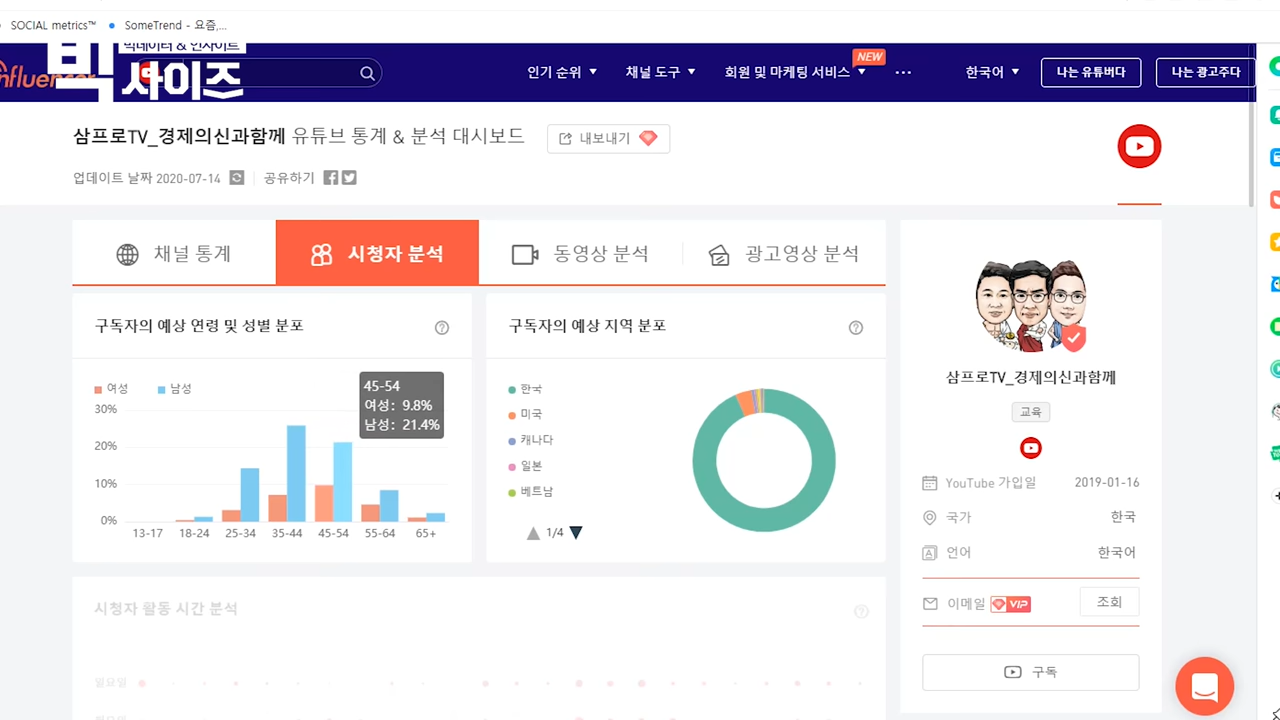 SOCIAL metrics™ SomeTrend - 요즘,...
빅데이터 & 인사이트
빅
사이즈
인기 순위 ▼ 채널 도구 ▼ 회원 및 마케팅 서비스 ▼ NEW ... 한국어 ▼ 나는 유튜버다 나는 광고주다
삼프로TV_경제의신과함께 유튜브 통계 & 분석 대시보드 내보내기
업데이트 날짜 2020-07-14 공유하기
채널 통계 시청자 분석 동영상 분석 광고영상 분석
구독자의 예상 연령 및 성별 분포
여성 남성
45-54
여성: 9.8%
남성: 21.4%
30%
20%
10%
0%
13-17 18-24 25-34 35-44 45-54 55-64 65+
구독자의 예상 지역 분포
한국
미국
캐나다
일본
베트남
▲ 1/4 ▼
시청자 활동 시간 분석
월요일
삼프로TV_경제의신과함께
교육
YouTube 가입일 2019-01-16
국가 한국
언어 한국어
이메일 VIP 조회
구독